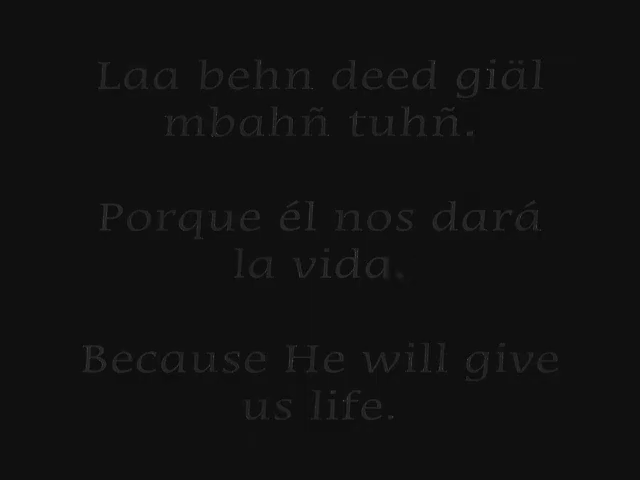 Laa behn deed giäl
mbahñ tuhñ.
Porque él nos dará
la vida.
Because He will give
us life.